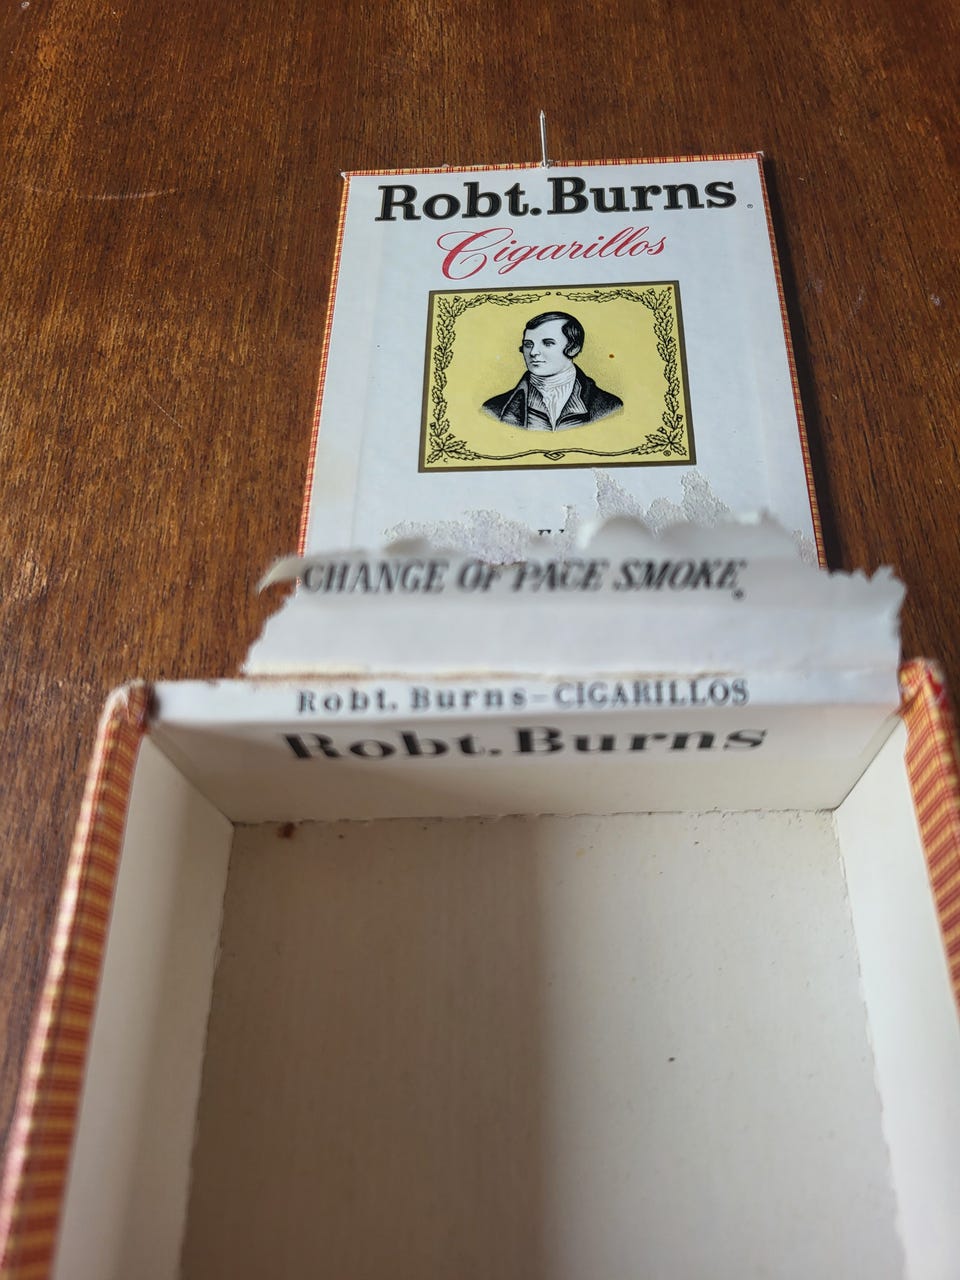 Robt. Burns
Cigarillos
CHANGE OF PACE SMOKE
Robt. Burns-CIGARILLOS
Robt. Burns